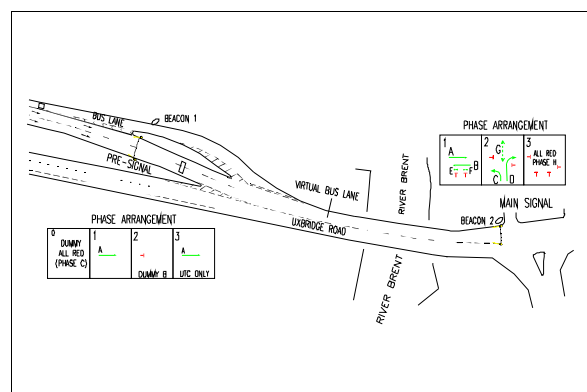 BUS LANE
BEACON 1
PRE-SIGNAL
VIRTUAL BUS LANE
UXBRIDGE ROAD
RIVER BRENT
RIVER BRENT
PHASE ARRANGEMENT
1 2 3
A G ALL RED
PHASE H
E F B
C D
MAIN SIGNAL
BEACON 2
PHASE ARRANGEMENT
0 1 2 3
DUMMY
ALL RED
(PHASE C)
A A
DUMMY B UTC ONLY